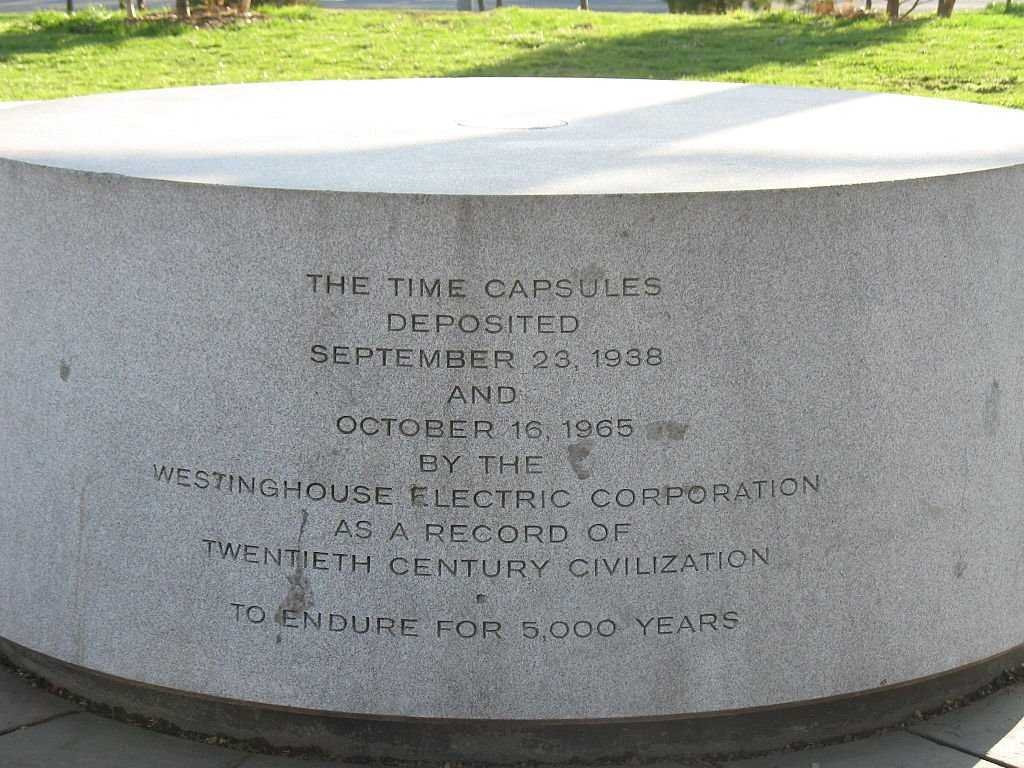 THE TIME CAPSULES
DEPOSITED
SEPTEMBER 23, 1938
AND
OCTOBER 16, 1965
BY THE
WESTINGHOUSE ELECTRIC CORPORATION
AS A RECORD OF
TWENTIETH CENTURY CIVILIZATION
TO ENDURE FOR 5,000 YEARS